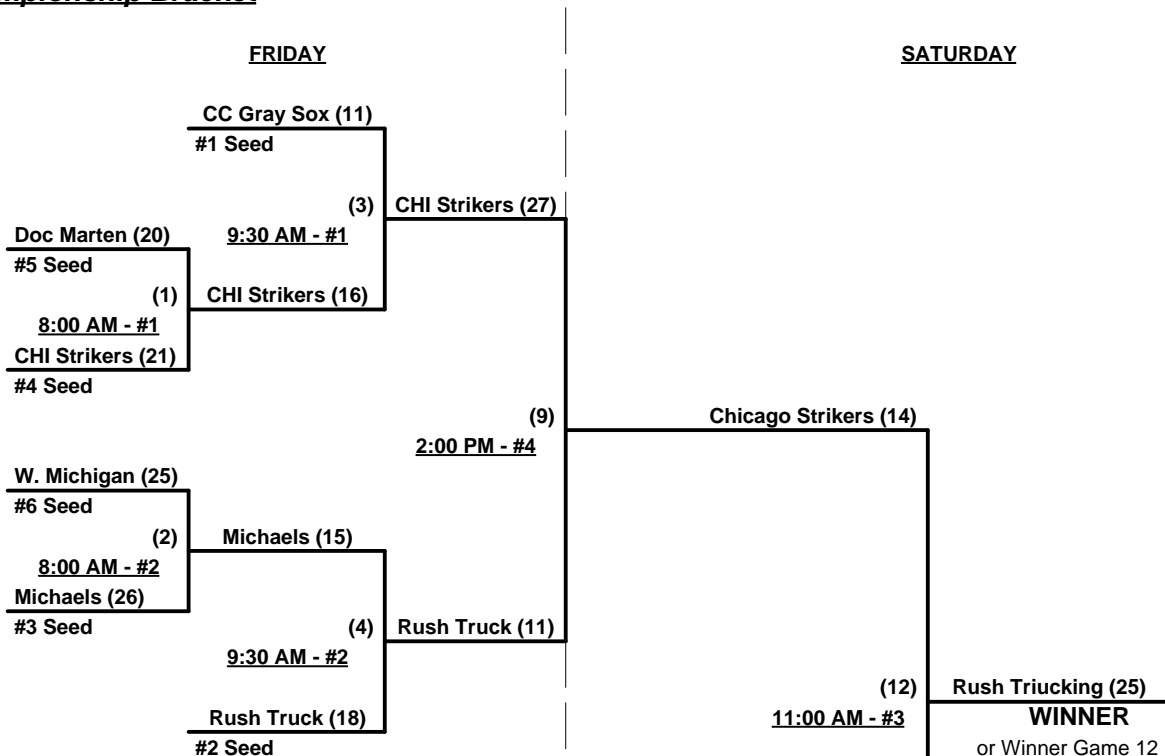 FRIDAY
SATURDAY
CC Gray Sox (11)
#1 Seed
(3)
CHI Strikers (27)
9:30 AM - #1
Doc Marten (20)
#5 Seed
(1)
CHI Strikers (16)
8:00 AM - #1
CHI Strikers (21)
#4 Seed
(9)
Chicago Strikers (14)
2:00 PM - #4
W. Michigan (25)
#6 Seed
(2)
Michaels (15)
8:00 AM - #2
Michaels (26)
#3 Seed
(4)
Rush Truck (11)
9:30 AM - #2
(12)
Rush Triucking (25)
11:00 AM - #3
WINNER
Rush Truck (18)
#2 Seed
or Winner Game 12